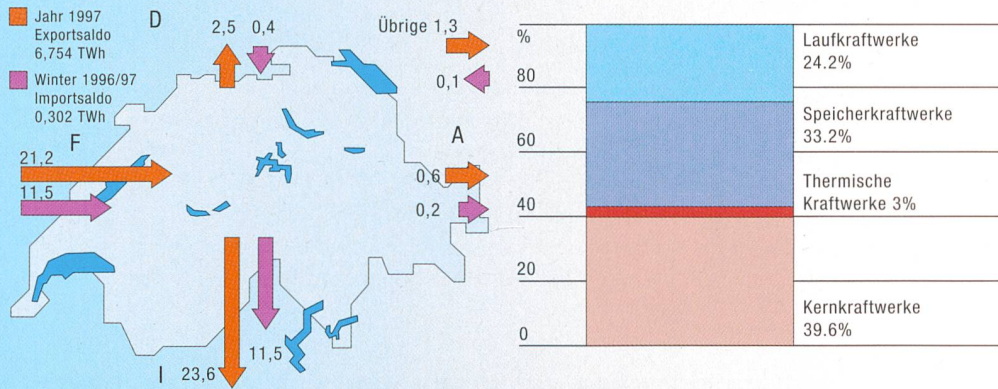 Jahr 1997
Exportsaldo
6,754 TWh
Winter 1996/97
Importsaldo
0,302 TWh
D
2,5
0,4
Übrige 1,3
0,1
F
21,2
11,5
A
0,6
0,2
11,5
I
23,6
%
80
60
40
20
0
Laufkraftwerke
24.2%
Speicherkraftwerke
33.2%
Thermische
Kraftwerke 3%
Kernkraftwerke
39.6%